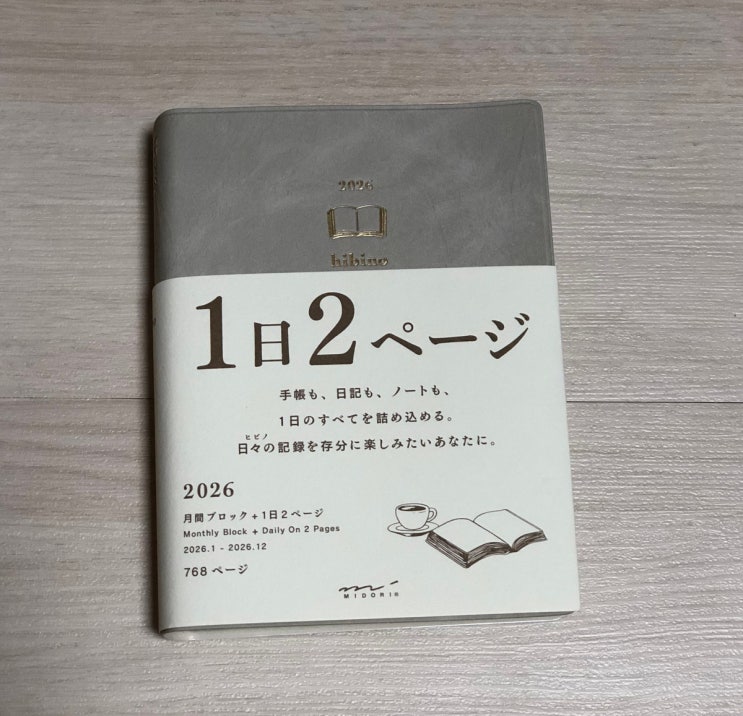 2026
hibino
1日2ページ
手帳も、日記も、ノートも、
1日のすべてを詰め込める。
ヒビノ
日々の記録を存分に楽しみたいあなたに。
2026
月間ブロック+1日2ページ
Monthly Block + Daily On 2 Pages
2026.1 - 2026.12
768ページ
MIDORI